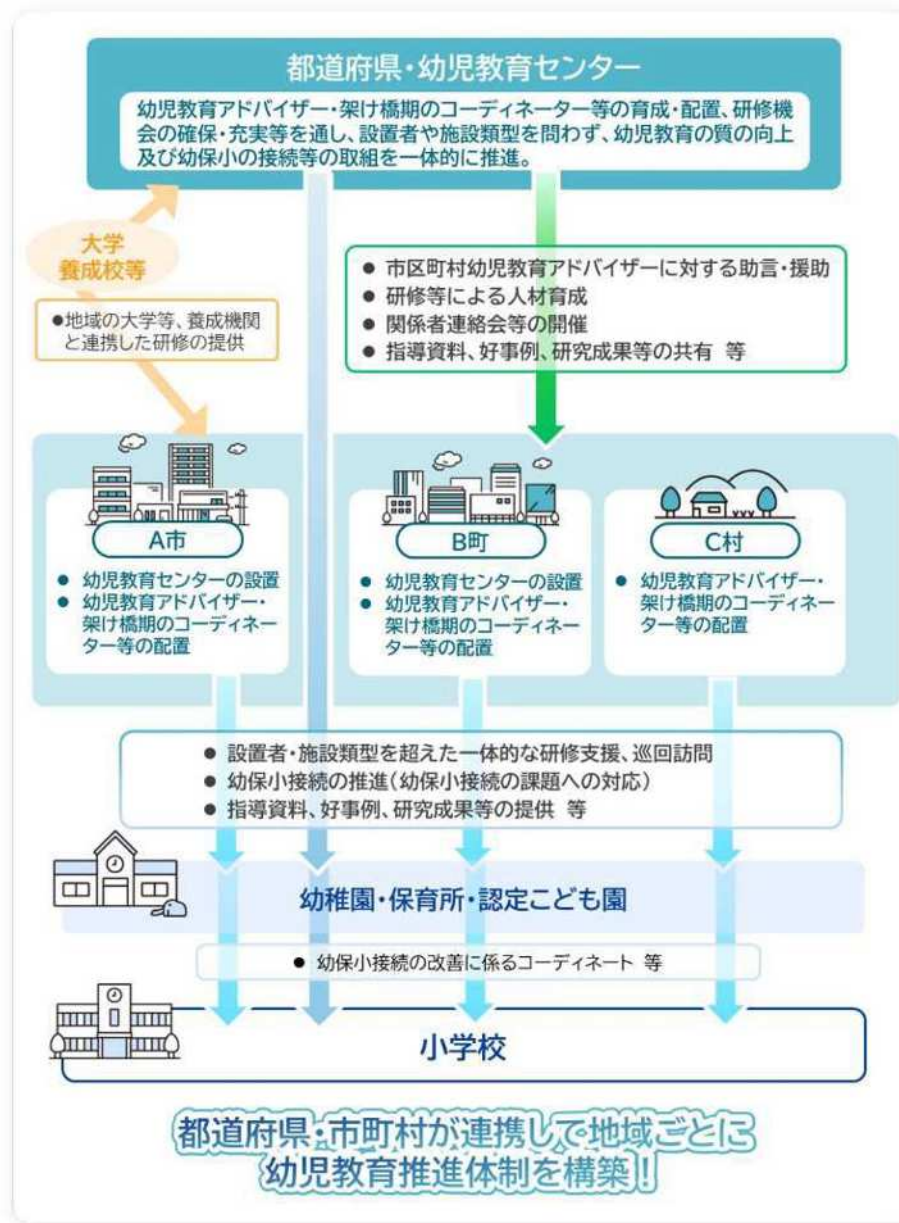 都道府県・幼児教育センター
幼児教育アドバイザー・架け橋期のコーディネーター等の育成・配置、研修機
会の確保・充実等を通し、設置者や施設類型を問わず、幼児教育の質の向上
及び幼保小の接続等の取組を一体的に推進。
大学
養成校等
●地域の大学等、養成機関
と連携した研修の提供
● 市区町村幼児教育アドバイザーに対する助言・援助
● 研修等による人材育成
● 関係者連絡会等の開催
● 指導資料、好事例、研究成果等の共有 等
A市
● 幼児教育センターの設置
● 幼児教育アドバイザー・
架け橋期のコーディネー
ター等の配置
B町
● 幼児教育センターの設置
● 幼児教育アドバイザー・
架け橋期のコーディネー
ター等の配置
C村
● 幼児教育アドバイザー・
架け橋期のコーディネー
ター等の配置
● 設置者・施設類型を超えた一体的な研修支援、巡回訪問
● 幼保小接続の推進(幼保小接続の課題への対応)
● 指導資料、好事例、研究成果等の提供 等
幼稚園・保育所・認定こども園
● 幼保小接続の改善に係るコーディネート 等
小学校
都道府県・市町村が連携して地域ごとに
幼児教育推進体制を構築!